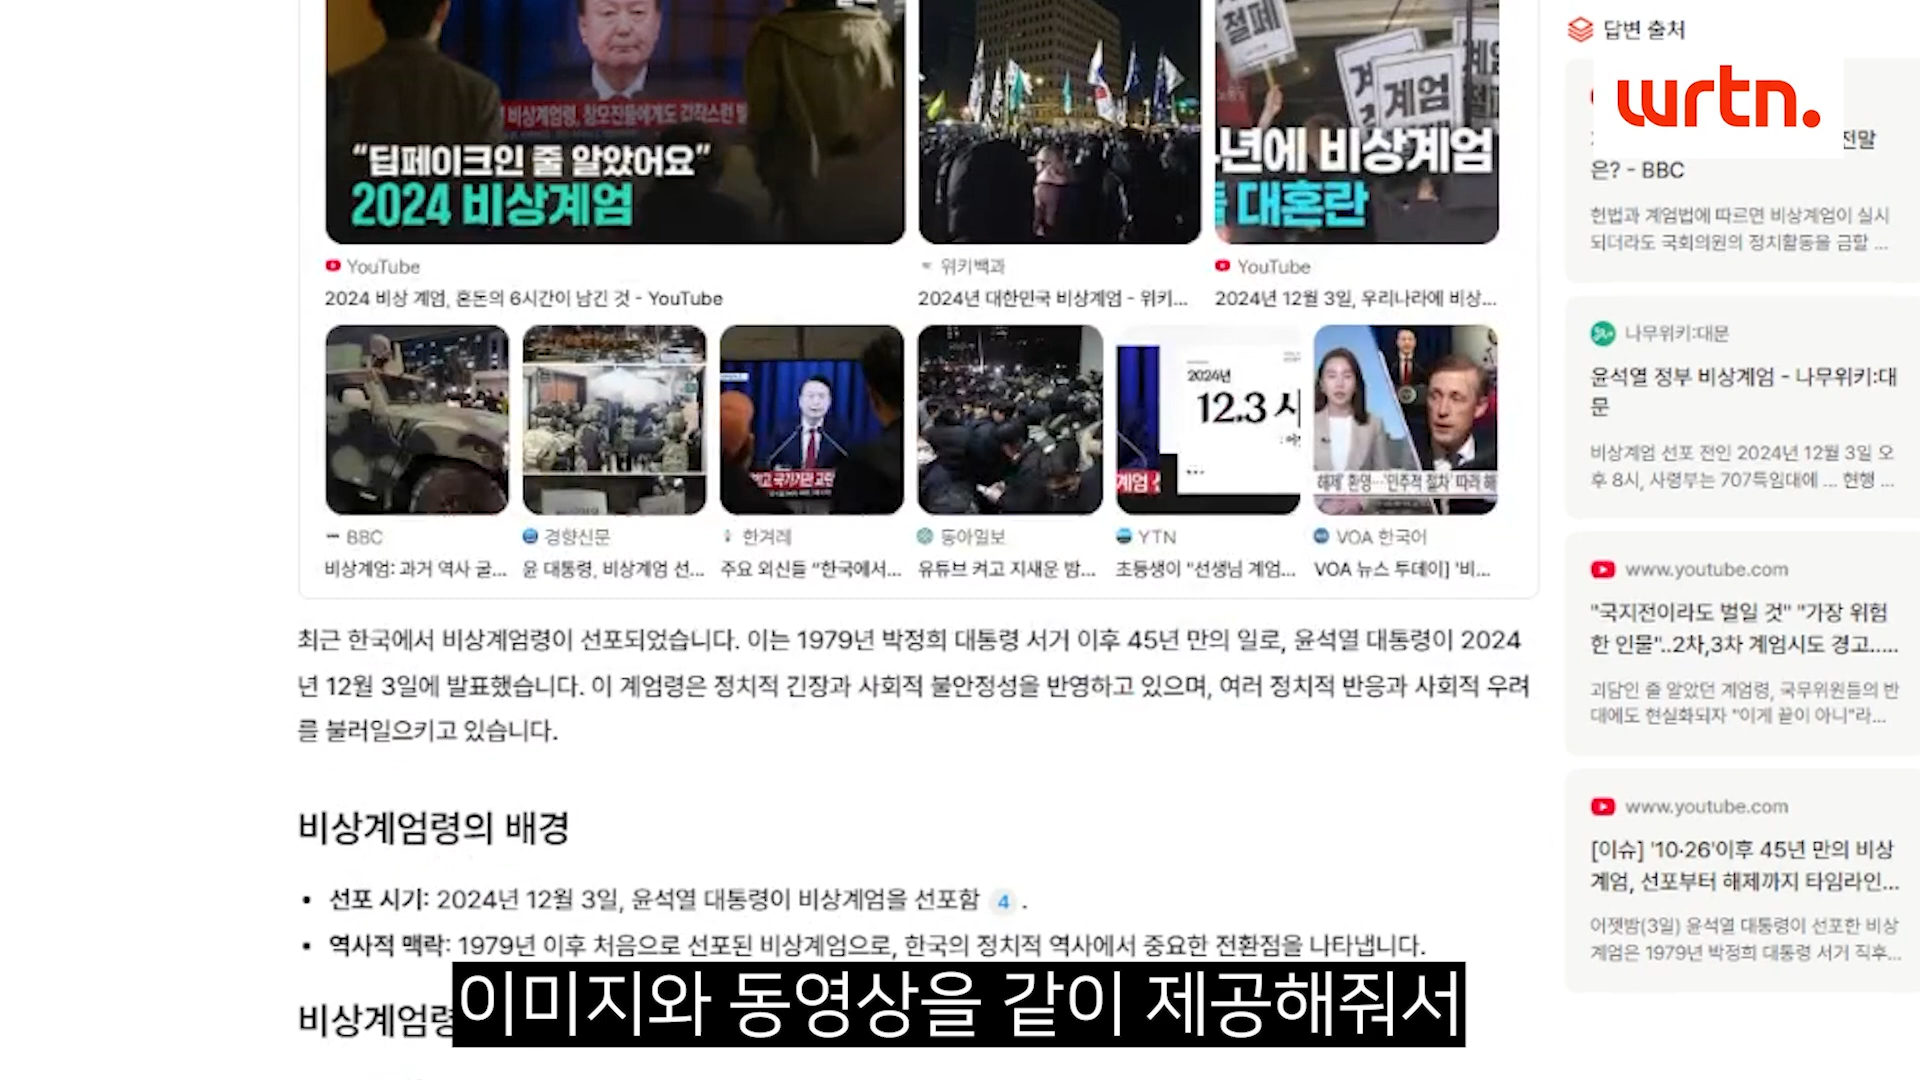 "딥페이크인 줄 알았어요"
2024 비상계엄
철폐
계엄
년에 비상계엄
대혼란
YouTube
2024 비상 계엄, 혼돈의 6시간이 남긴 것 - YouTube
위키백과
2024년 대한민국 비상계엄 - 위키...
YouTube
2024년 12월 3일, 우리나라에 비상...
2024년
12.3 시
계엄
BBC
비상계엄: 과거 역사 굴...
경향신문
윤 대통령, 비상계엄 선...
한겨레
주요 외신들 "한국에서...
동아일보
유튜브 켜고 지새운 밤...
YTN
초등생이 "선생님 계엄...
해제' 환영…'민주적 절차' 따라 해
VOA 한국어
VOA 뉴스 투데이] '비...
최근 한국에서 비상계엄령이 선포되었습니다. 이는 1979년 박정희 대통령 서거 이후 45년 만의 일로, 윤석열 대통령이 2024
년 12월 3일에 발표했습니다. 이 계엄령은 정치적 긴장과 사회적 불안정성을 반영하고 있으며, 여러 정치적 반응과 사회적 우려
를 불러일으키고 있습니다.
비상계엄령의 배경
• 선포 시기: 2024년 12월 3일, 윤석열 대통령이 비상계엄을 선포함 4 .
• 역사적 맥락: 1979년 이후 처음으로 선포된 비상계엄으로, 한국의 정치적 역사에서 중요한 전환점을 나타냅니다.
비상계엄령
이미지와 동영상을 같이 제공해줘서
답변 출처
wrtn.
전말
은? - BBC
헌법과 계엄법에 따르면 비상계엄이 실시
되더라도 국회의원의 정치활동을 금할 ...
나무위키:대문
윤석열 정부 비상계엄 - 나무위키:대
문
비상계엄 선포 전인 2024년 12월 3일 오
후 8시, 사령부는 707특임대에 ... 현행 ...
www.youtube.com
"국지전이라도 벌일 것" "가장 위험
한 인물"..2차,3차 계엄시도 경고.....
괴담인 줄 알았던 계엄령, 국무위원들의 반
대에도 현실화되자 "이게 끝이 아니"라...
www.youtube.com
[이슈] '10·26'이후 45년 만의 비상
계엄, 선포부터 해제까지 타임라인...
어젯밤(3일) 윤석열 대통령이 선포한 비상
계엄은 1979년 박정희 대통령 서거 직후...